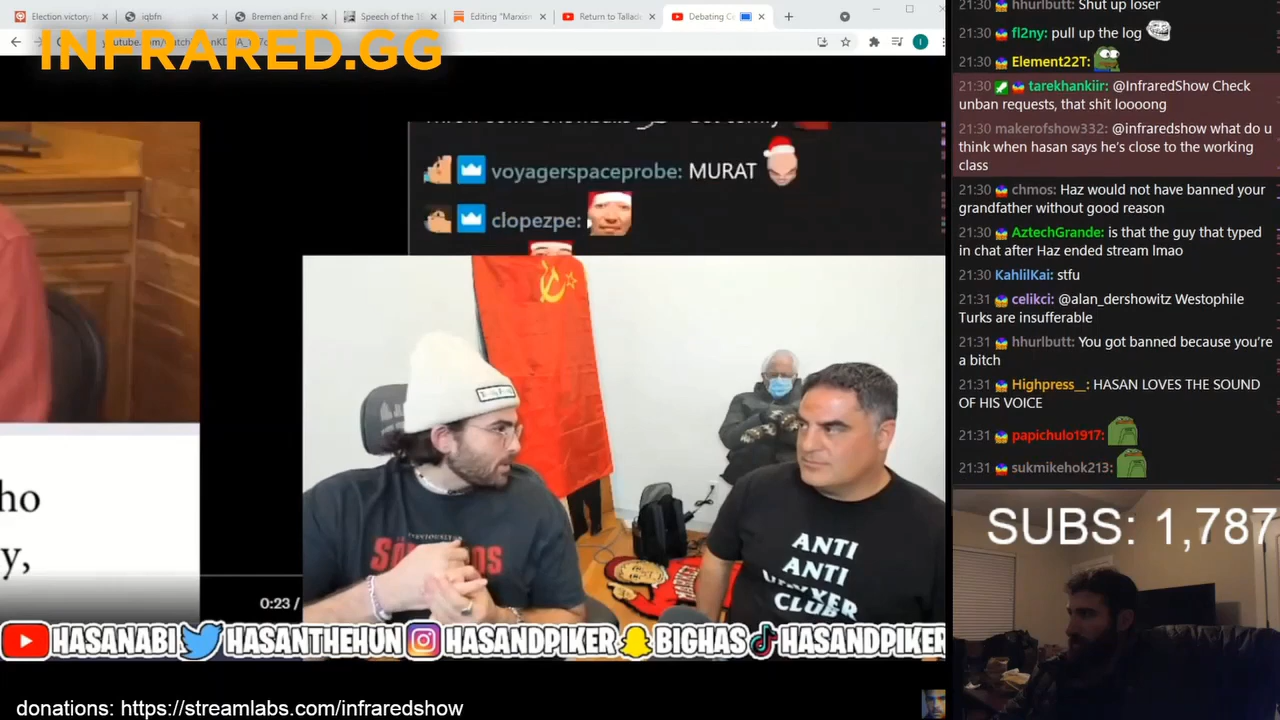 Election victory
iqbfn
Bremen and Fre
Speech of the 1
Editing "Marxism
Return to Tallad
Debating C
INFRARED.GG
voyagerspaceprobe: MURAT
clopezpe:
ho
y,
0:23 /
ANTI
ANTI
CLUB
HASANABI HASANTHEHUN HASANDPIKER BIGHAS HASANDPIKER
donations: https://streamlabs.com/infraredshow
hhurlbutt: Shut up loser
21:30 fl2ny: pull up the log
21:30 Element22T:
21:30 tarekhankiir: @InfraredShow Check
unban requests, that shit loooong
21:30 makerofshow332: @infraredshow what do u
think when hasan says he's close to the working
class
21:30 chmos: Haz would not have banned your
grandfather without good reason
21:30 AztechGrande: is that the guy that typed
in chat after Haz ended stream lmao
21:30 KahlilKai: stfu
21:31 celikci: @alan_dershowitz Westophile
Turks are insufferable
21:31 hhurlbutt: You got banned because you're
a bitch
21:31 Highpress__: HASAN LOVES THE SOUND
OF HIS VOICE
21:31 papichulo1917:
21:31 sukmikehok213:
SUBS: 1,787